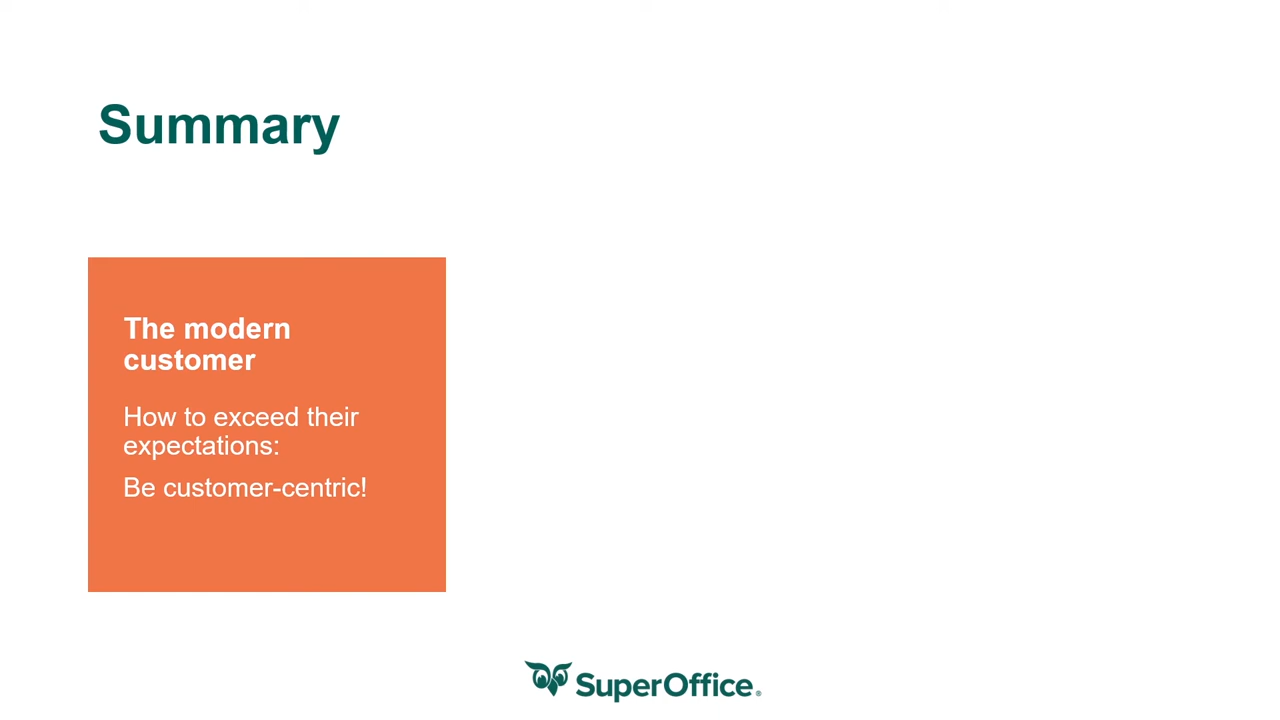 Summary
The modern
customer
How to exceed their
expectations:
Be customer-centric!
SuperOffice®